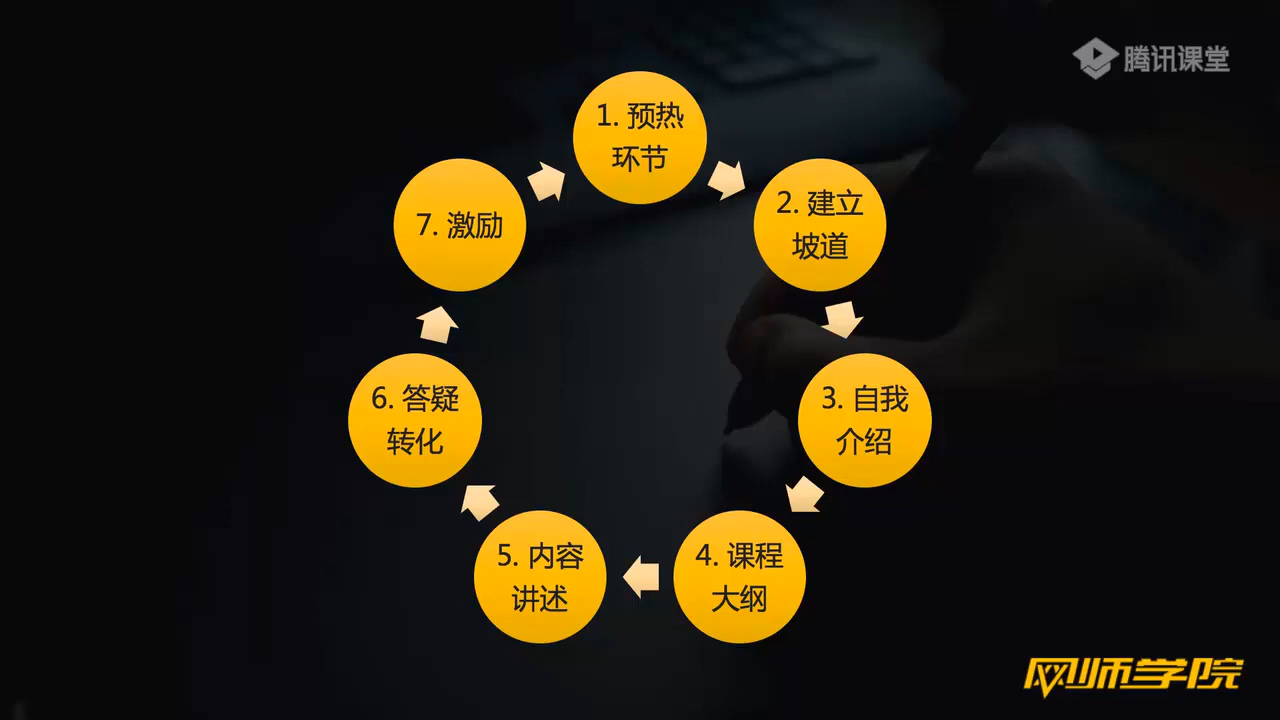 腾讯课堂
1. 预热
环节
2. 建立
坡道
3. 自我
介绍
4. 课程
大纲
5. 内容
讲述
6. 答疑
转化
7. 激励
网师学院